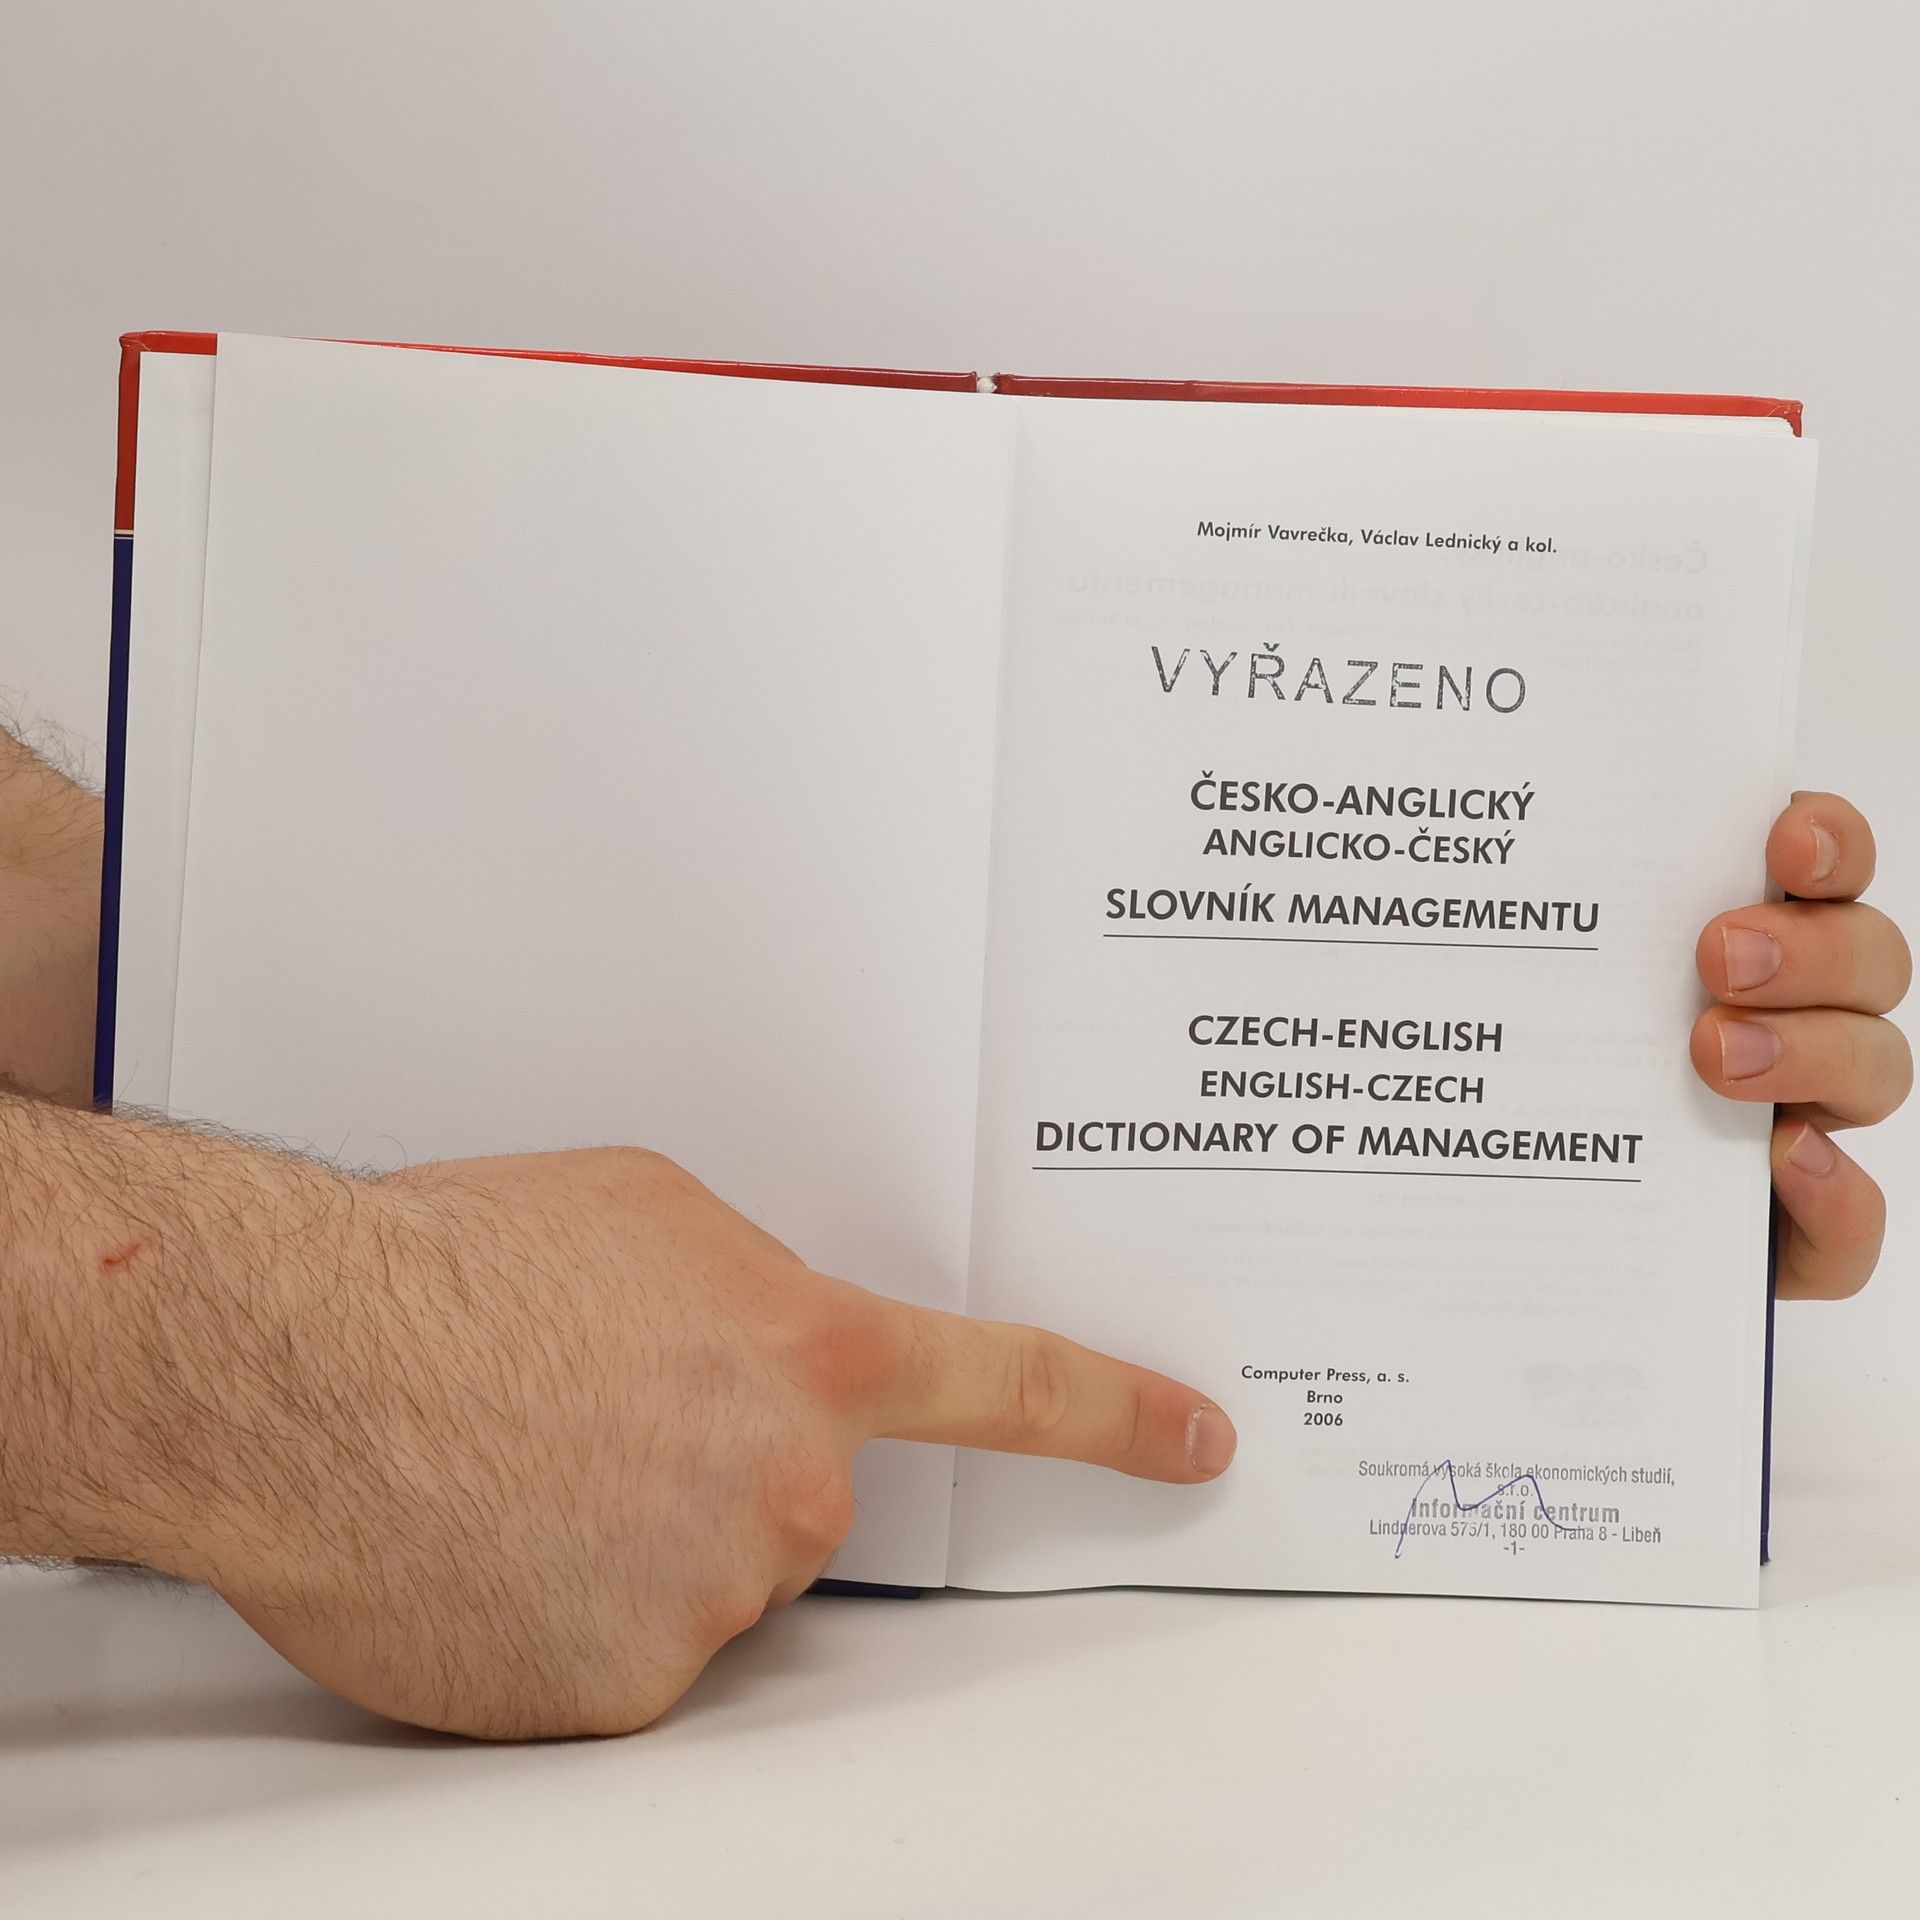 Mojmír Vavrečka, Václav Lednický a kol.
VYŘAZENO
ČESKO-ANGLICKÝ
ANGLICKO-ČESKÝ
SLOVNÍK MANAGEMENTU
CZECH-ENGLISH
ENGLISH-CZECH
DICTIONARY OF MANAGEMENT
Computer Press, a. s.
Brno
2006
Soukromá vysoká škola ekonomických studií,
s.r.o.
Informační centrum
Lindnerova 575/1, 180 00 Praha 8 - Libeň
-1-